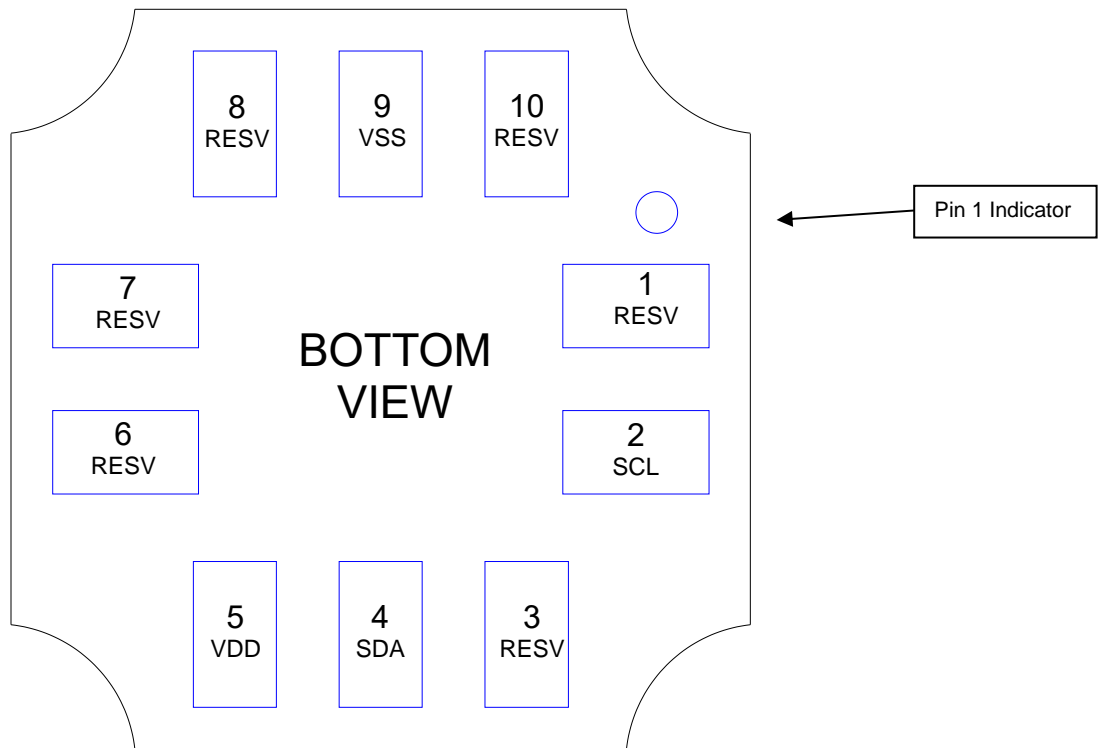 8
RESV
9
VSS
10
RESV
Pin 1 Indicator
7
RESV
1
RESV
BOTTOM
VIEW
6
RESV
2
SCL
5
VDD
4
SDA
3
RESV